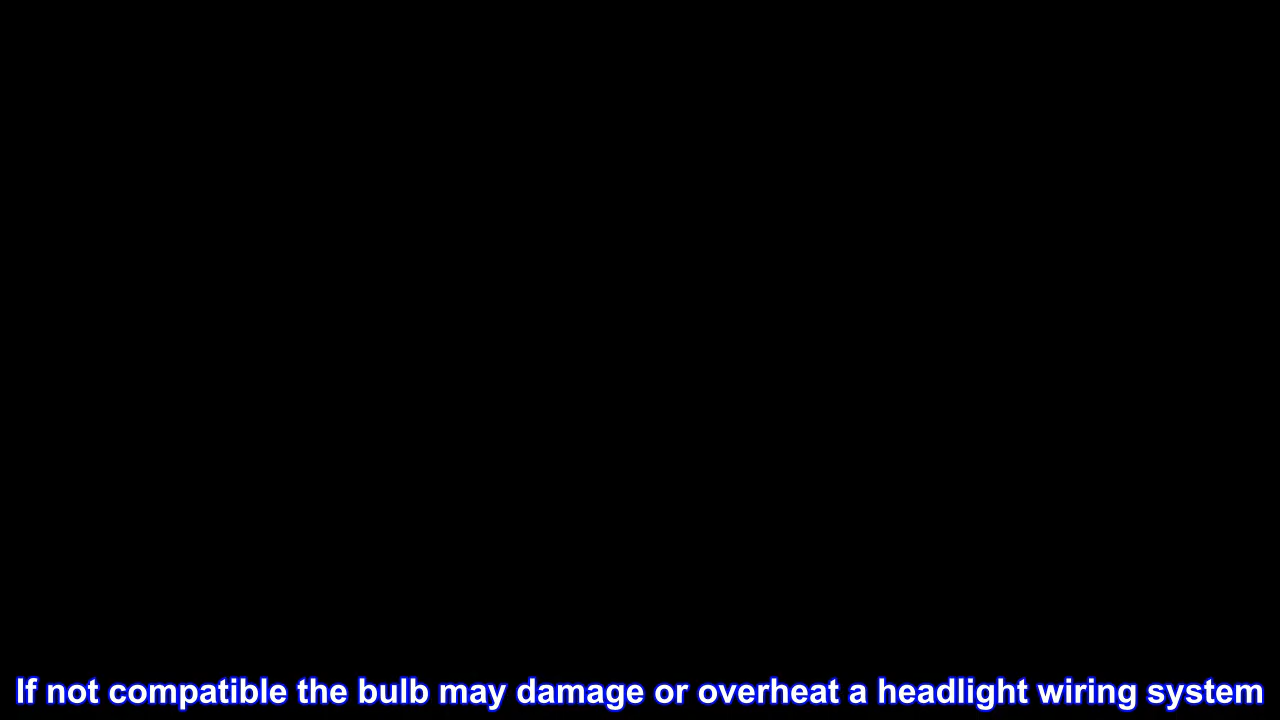 If not compatible the bulb may damage or overheat a headlight wiring system